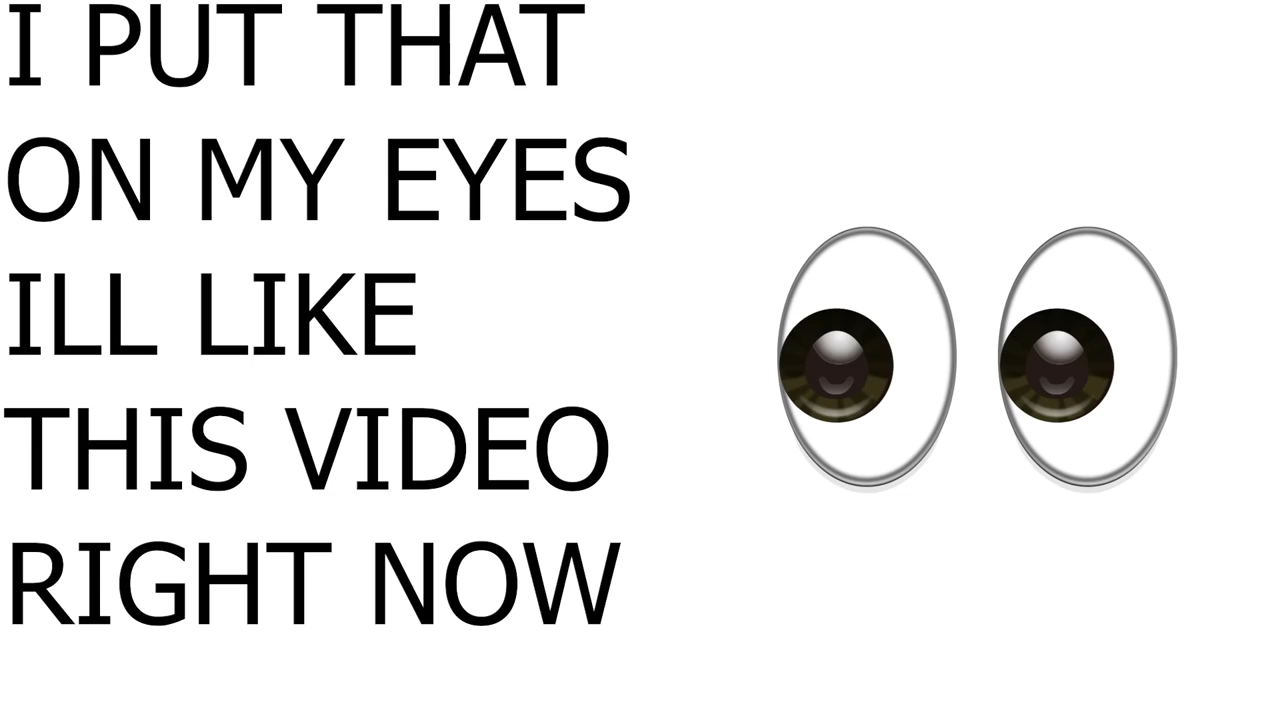 I PUT THAT
ON MY EYES
ILL LIKE
THIS VIDEO
RIGHT NOW